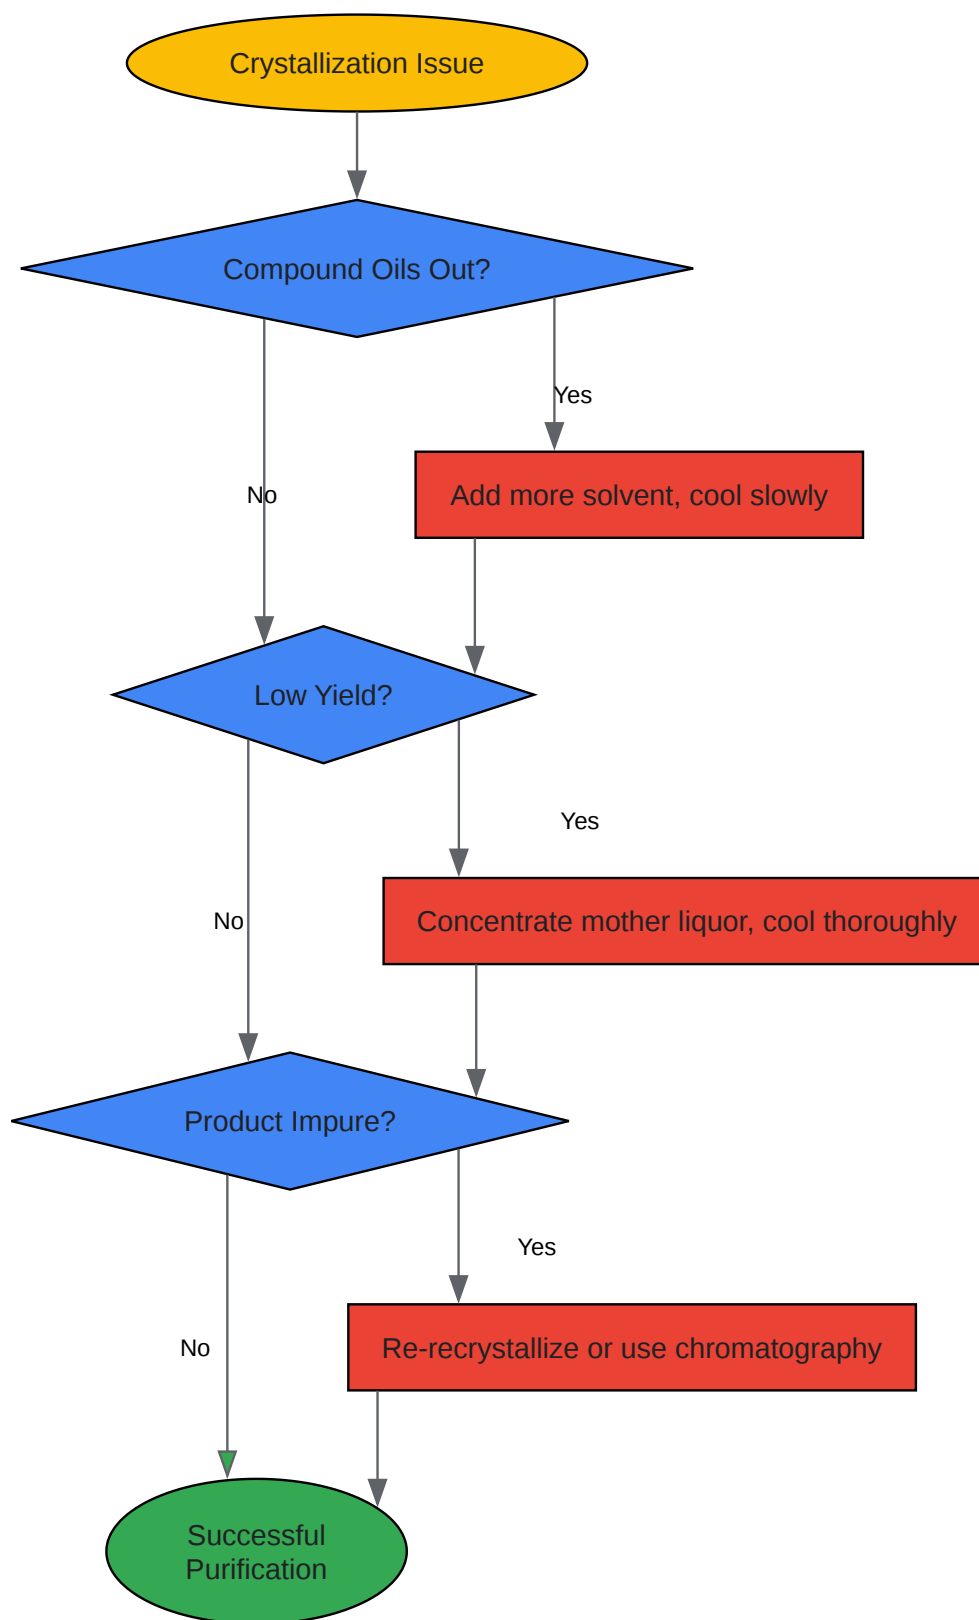 Crystallization Issue
Compound Oils Out?
Yes
No
Add more solvent, cool slowly
Low Yield?
Yes
No
Concentrate mother liquor, cool thoroughly
Product Impure?
Yes
No
Re-recrystallize or use chromatography
Successful
Purification